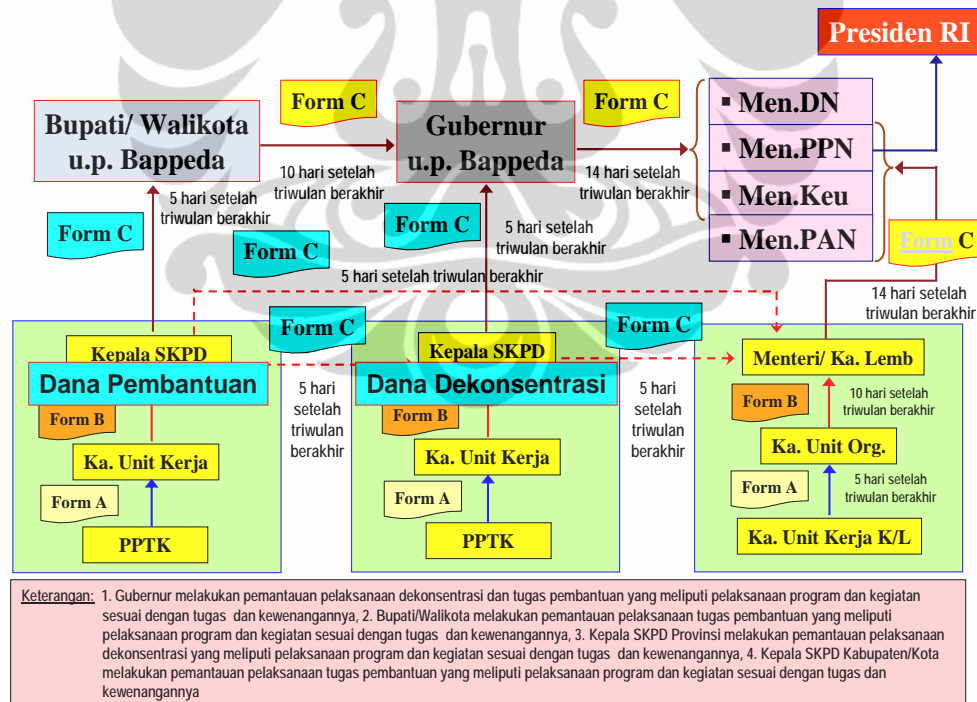 Presiden RI
Form C
Form C
▪ Men.DN
▪ Men.PPN
▪ Men.Keu
▪ Men.PAN
Bupati/ Walikota
u.p. Bappeda
Gubernur
u.p. Bappeda
5 hari setelah
triwulan berakhir
10 hari setelah
triwulan berakhir
14 hari setelah
triwulan berakhir
Form C
Form C
Form C
5 hari setelah
triwulan berakhir
Form C
5 hari setelah triwulan berakhir
14 hari setelah
triwulan berakhir
Form C
Form C
Kepala SKPD
Dana Pembantuan
Form B
Ka. Unit Kerja
Form A
PPTK
5 hari
setelah
triwulan
berakhir
Kepala SKPD
Dana Dekonsentrasi
Form B
Ka. Unit Kerja
Form A
PPTK
5 hari
setelah
triwulan
berakhir
Menteri/ Ka. Lemb
Form B
10 hari setelah
triwulan berakhir
Ka. Unit Org.
Form A
5 hari setelah
triwulan berakhir
Ka. Unit Kerja K/L
Keterangan: 1. Gubernur melakukan pemantauan pelaksanaan dekonsentrasi dan tugas pembantuan yang meliputi pelaksanaan program dan kegiatan
sesuai dengan tugas dan kewenangannya, 2. Bupati/Walikota melakukan pemantauan pelaksanaan tugas pembantuan yang meliputi
pelaksanaan program dan kegiatan sesuai dengan tugas dan kewenangannya, 3. Kepala SKPD Provinsi melakukan pemantauan pelaksanaan
dekonsentrasi yang meliputi pelaksanaan program dan kegiatan sesuai dengan tugas dan kewenangannya, 4. Kepala SKPD Kabupaten/Kota
melakukan pemantauan pelaksanaan tugas pembantuan yang meliputi pelaksanaan program dan kegiatan sesuai dengan tugas dan
kewenangannya